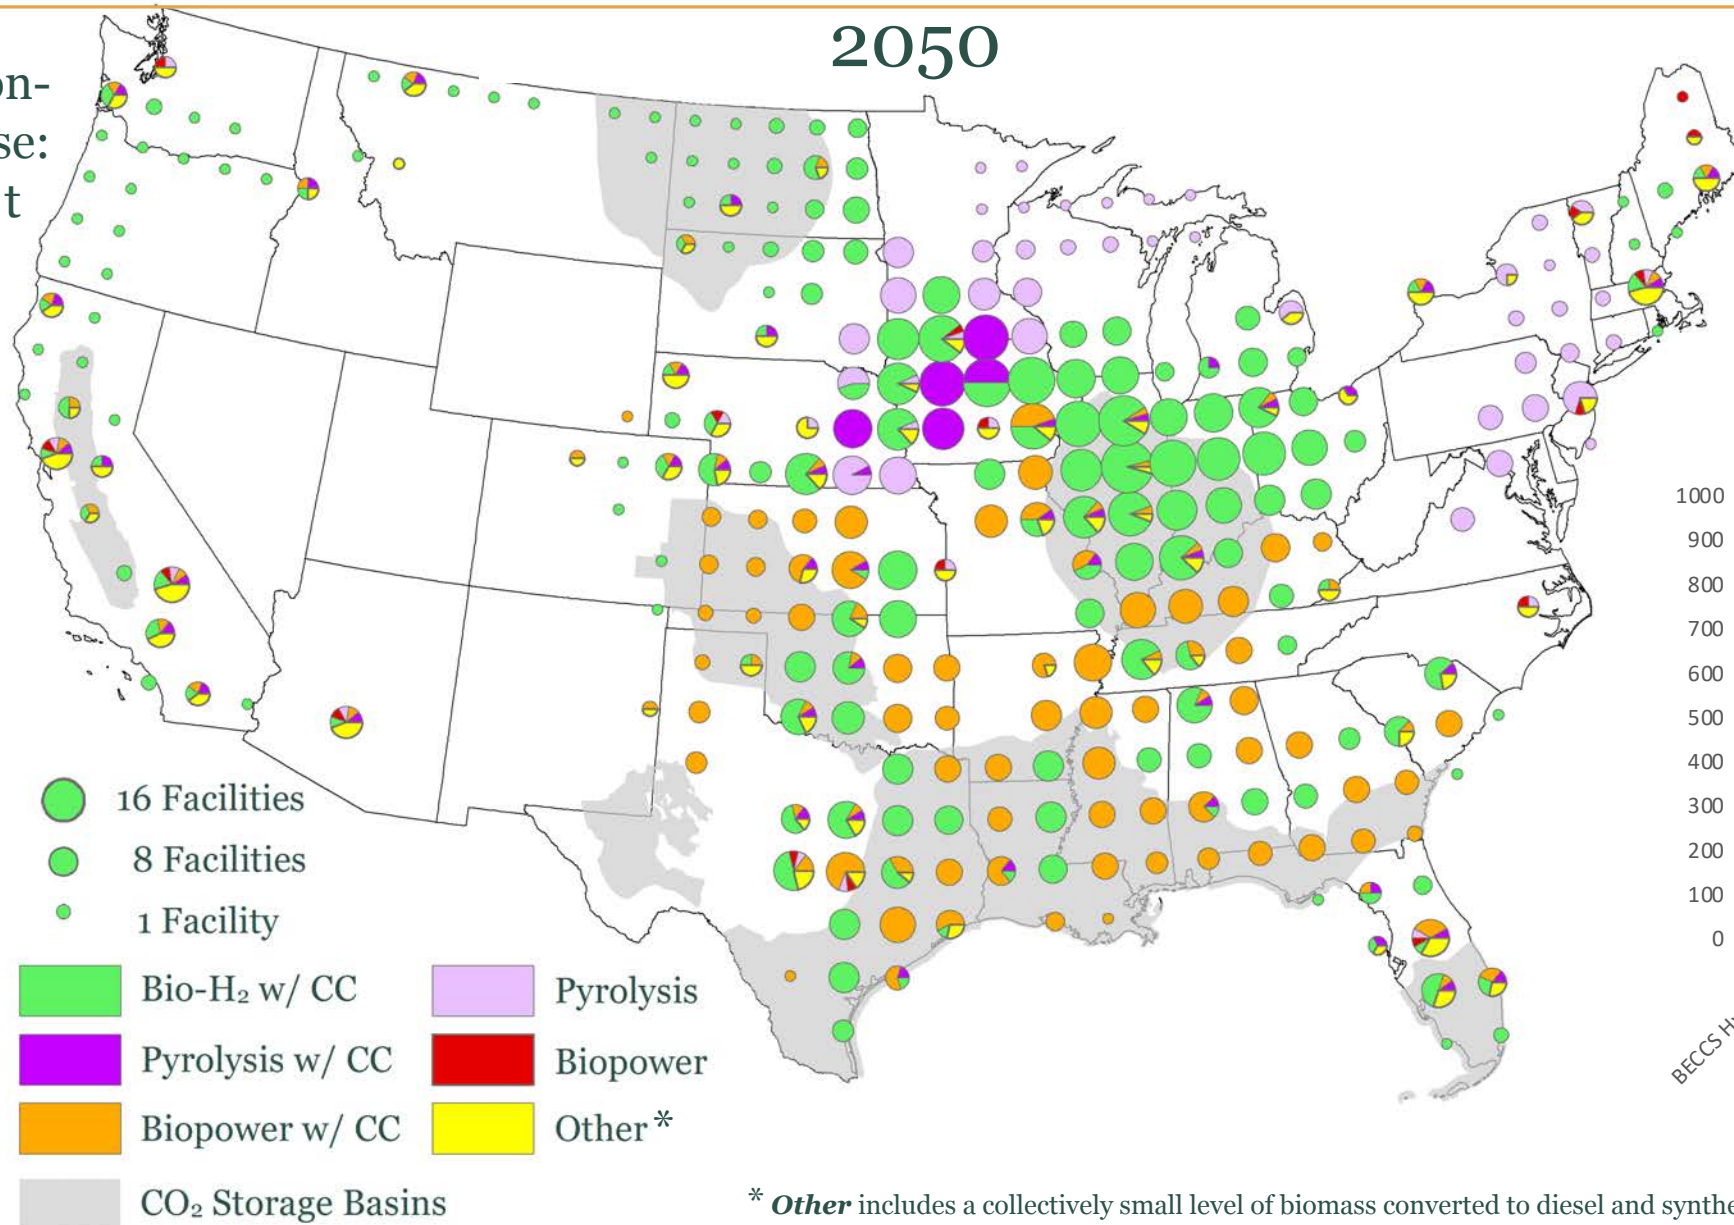 2050
on-
se:
t
16 Facilities
8 Facilities
1 Facility
Bio-H₂ w/ CC
Pyrolysis
Pyrolysis w/ CC
Biopower
Biopower w/ CC
Other *
CO₂ Storage Basins
1000
900
800
700
600
500
400
300
200
100
0
BECCS H
* Other includes a collectively small level of biomass converted to diesel and synthe